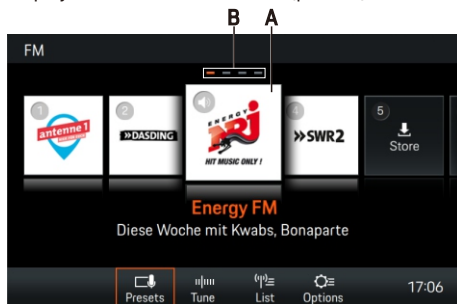 B A
FM
1
antenne 1
2
»DASDING
ENERGY
NRJ
HIT MUSIC ONLY !
4
»SWR2
5
Store
Energy FM
Diese Woche mit Kwabs, Bonaparte
Presets
Tune
List
Options
17:06